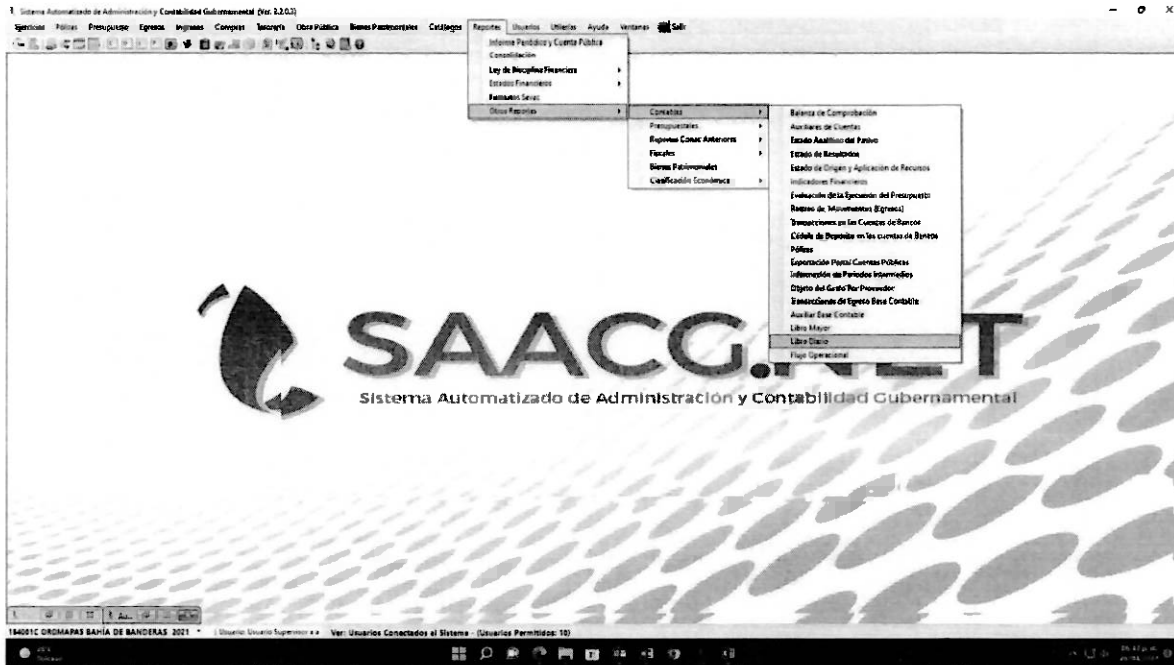 Sistema Automatizado de Administración y Contabilidad Gubernamental (Ver. 2.2.0.3)
Ejercicios Pólizas Presupuesto Egresos Ingresos Compras Tesorería Obra Pública Bienes Patrimoniales Catálogos Reportes Usuarios Utilerías Ayuda Ventanas Salir
Informe Periódico y Cuenta Pública
Consolidación
Ley de Disciplina Financiera
Estados Financieros
Formatos Sevac
Otros Reportes
Contables
Presupuestales
Reportes Conac Anteriores
Fiscales
Bienes Patrimoniales
Clasificación Económica
Balanza de Comprobación
Auxiliares de Cuentas
Estado Analítico del Pasivo
Estado de Resultados
Estado de Origen y Aplicación de Recursos
Indicadores Financieros
Evaluación de la Ejecución del Presupuesto
Rastreo de Movimientos (Egresos)
Transacciones en las Cuentas de Bancos
Cédula de Depósito en las cuentas de Bancos
Pólizas
Exportación Portal Cuentas Públicas
Información de Periodos Intermedios
Objeto del Gasto Por Proveedor
Transacciones de Egreso Base Contable
Auxiliar Base Contable
Libro Mayor
Libro Diario
Flujo Operacional
SAACG.NET
Sistema Automatizado de Administración y Contabilidad Gubernamental
Au...
184001C OROMAPAS BAHÍA DE BANDERAS 2021 Usuario: Usuario Supervisor Ver: Usuarios Conectados al Sistema - (Usuarios Permitidos: 10)